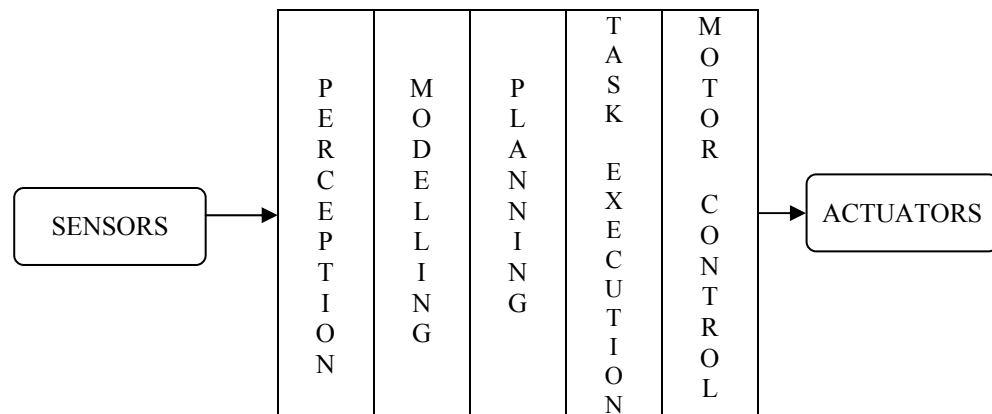 SENSORS
PERCEPTION
MODELLING
PLANNING
TASK EXECUTION
MOTOR CONTROL
ACTUATORS